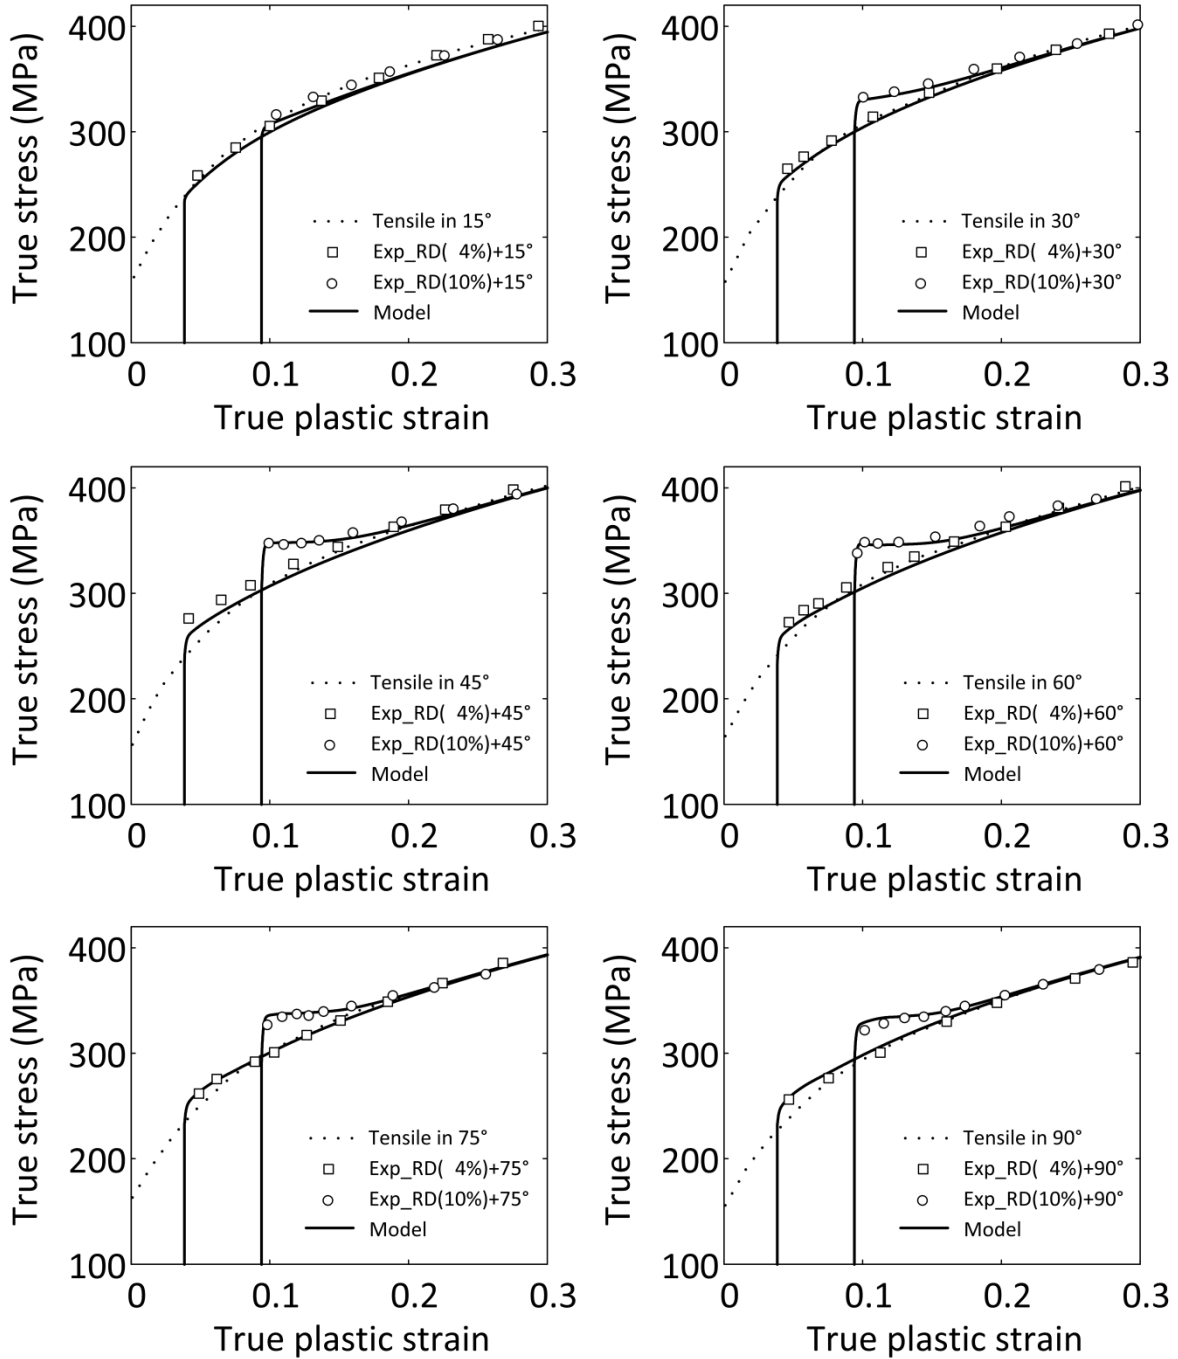 True stress (MPa)
400
300
200
100
0
0.1
0.2
0.3
True plastic strain
Tensile in 15°
Exp_RD( 4%)+15°
Exp_RD(10%)+15°
Model
True stress (MPa)
400
300
200
100
0
0.1
0.2
0.3
True plastic strain
Tensile in 30°
Exp_RD( 4%)+30°
Exp_RD(10%)+30°
Model
True stress (MPa)
400
300
200
100
0
0.1
0.2
0.3
True plastic strain
Tensile in 45°
Exp_RD( 4%)+45°
Exp_RD(10%)+45°
Model
True stress (MPa)
400
300
200
100
0
0.1
0.2
0.3
True plastic strain
Tensile in 60°
Exp_RD( 4%)+60°
Exp_RD(10%)+60°
Model
True stress (MPa)
400
300
200
100
0
0.1
0.2
0.3
True plastic strain
Tensile in 75°
Exp_RD( 4%)+75°
Exp_RD(10%)+75°
Model
True stress (MPa)
400
300
200
100
0
0.1
0.2
0.3
True plastic strain
Tensile in 90°
Exp_RD( 4%)+90°
Exp_RD(10%)+90°
Model